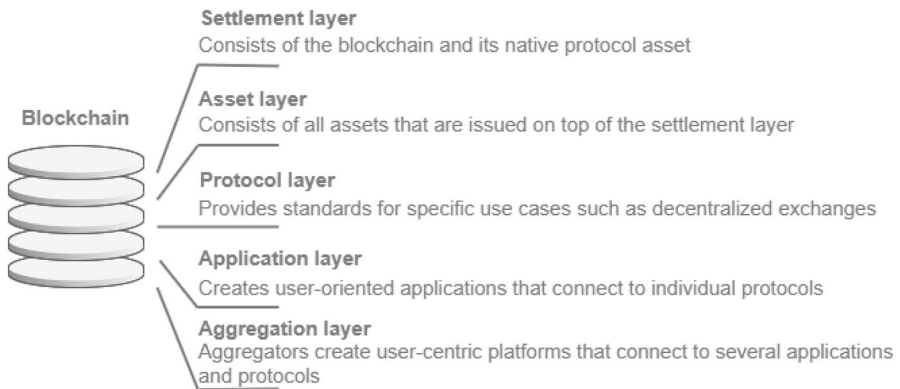 Settlement layer
Consists of the blockchain and its native protocol asset
Asset layer
Blockchain
Consists of all assets that are issued on top of the settlement layer
Protocol layer
Provides standards for specific use cases such as decentralized exchanges
Application layer
Creates user-oriented applications that connect to individual protocols
Aggregation layer
Aggregators create user-centric platforms that connect to several applications
and protocols